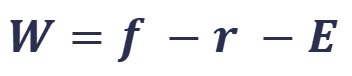 W = f − r − E